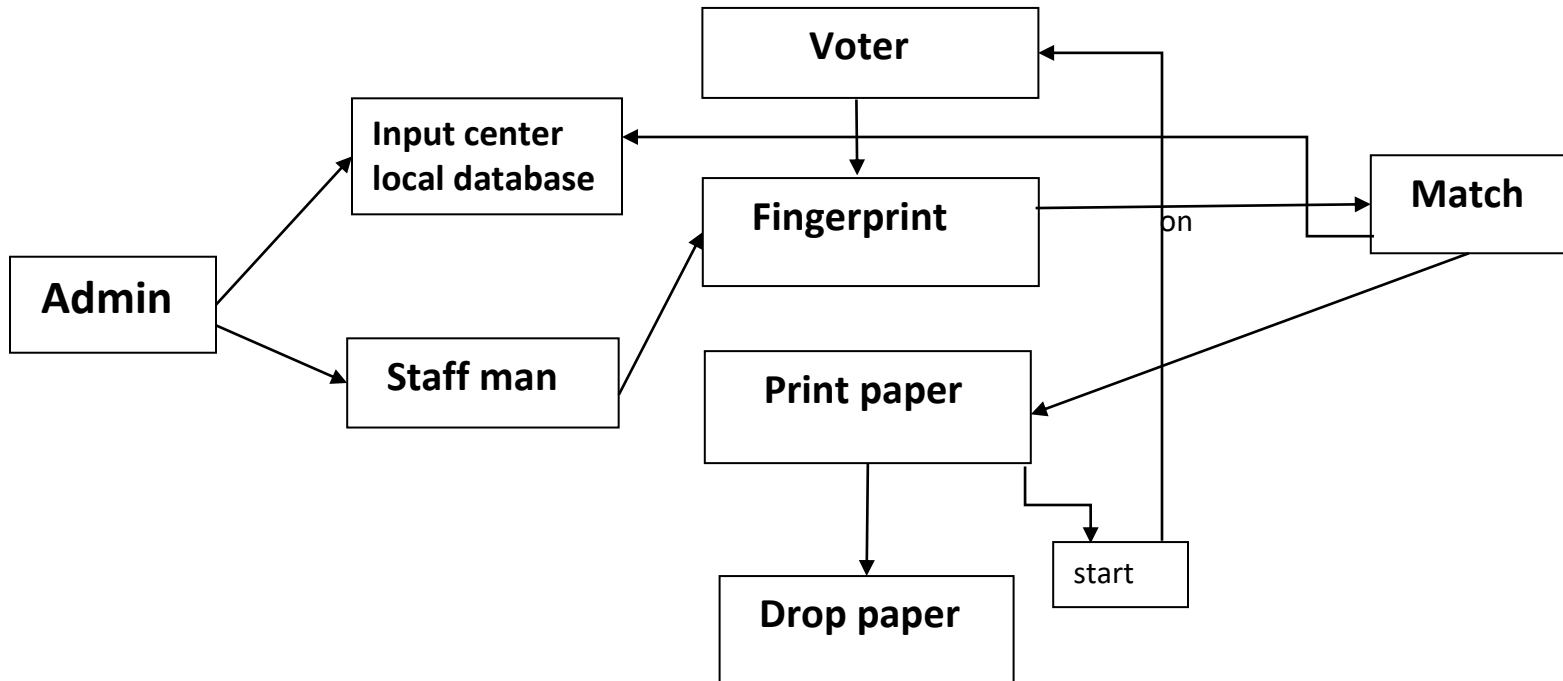 Voter
Input center
local database
Fingerprint
Match
on
Admin
Staff man
Print paper
start
Drop paper